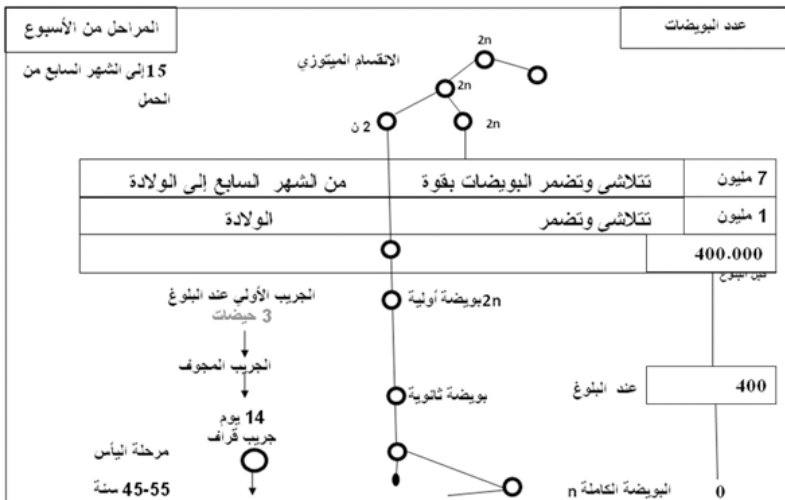 عدد البويضات
المراحل من الأسبوع
15إلى الشهر السابع من
الحمل
الانقسام الميتوزي
2n
2n
2 ن
2n
7 مليون
تتلاشى وتضمر البويضات بقوة
من الشهر السابع إلى الولادة
1 مليون
تتلاشى وتضمر
الولادة
400.000
قبل البلوغ
2nبويضة أولية
الجريب الأولي عند البلوغ
3 حيضات
الجريب المجوف
400
عند البلوغ
بويضة ثانوية
14 يوم
جريب قراف
مرحلة اليأس
45-55 سنة
البويضة الكاملة n
0